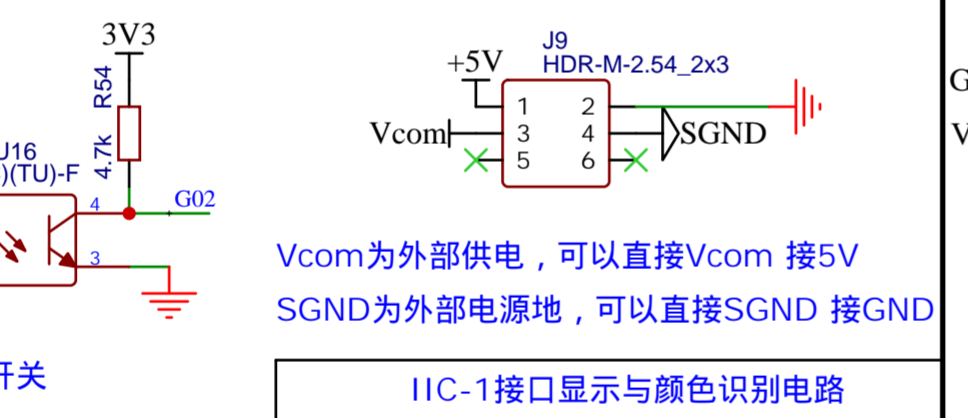 3V3
R54
4.7k
U16
)(TU)-F
4
G02
3
J9
HDR-M-2.54_2x3
+5V
1 2
Vcom 3 4 SGND
5 6
Vcom为外部供电，可以直接Vcom 接5V
SGND为外部电源地，可以直接SGND 接GND
开关
IIC-1接口显示与颜色识别电路
G
V